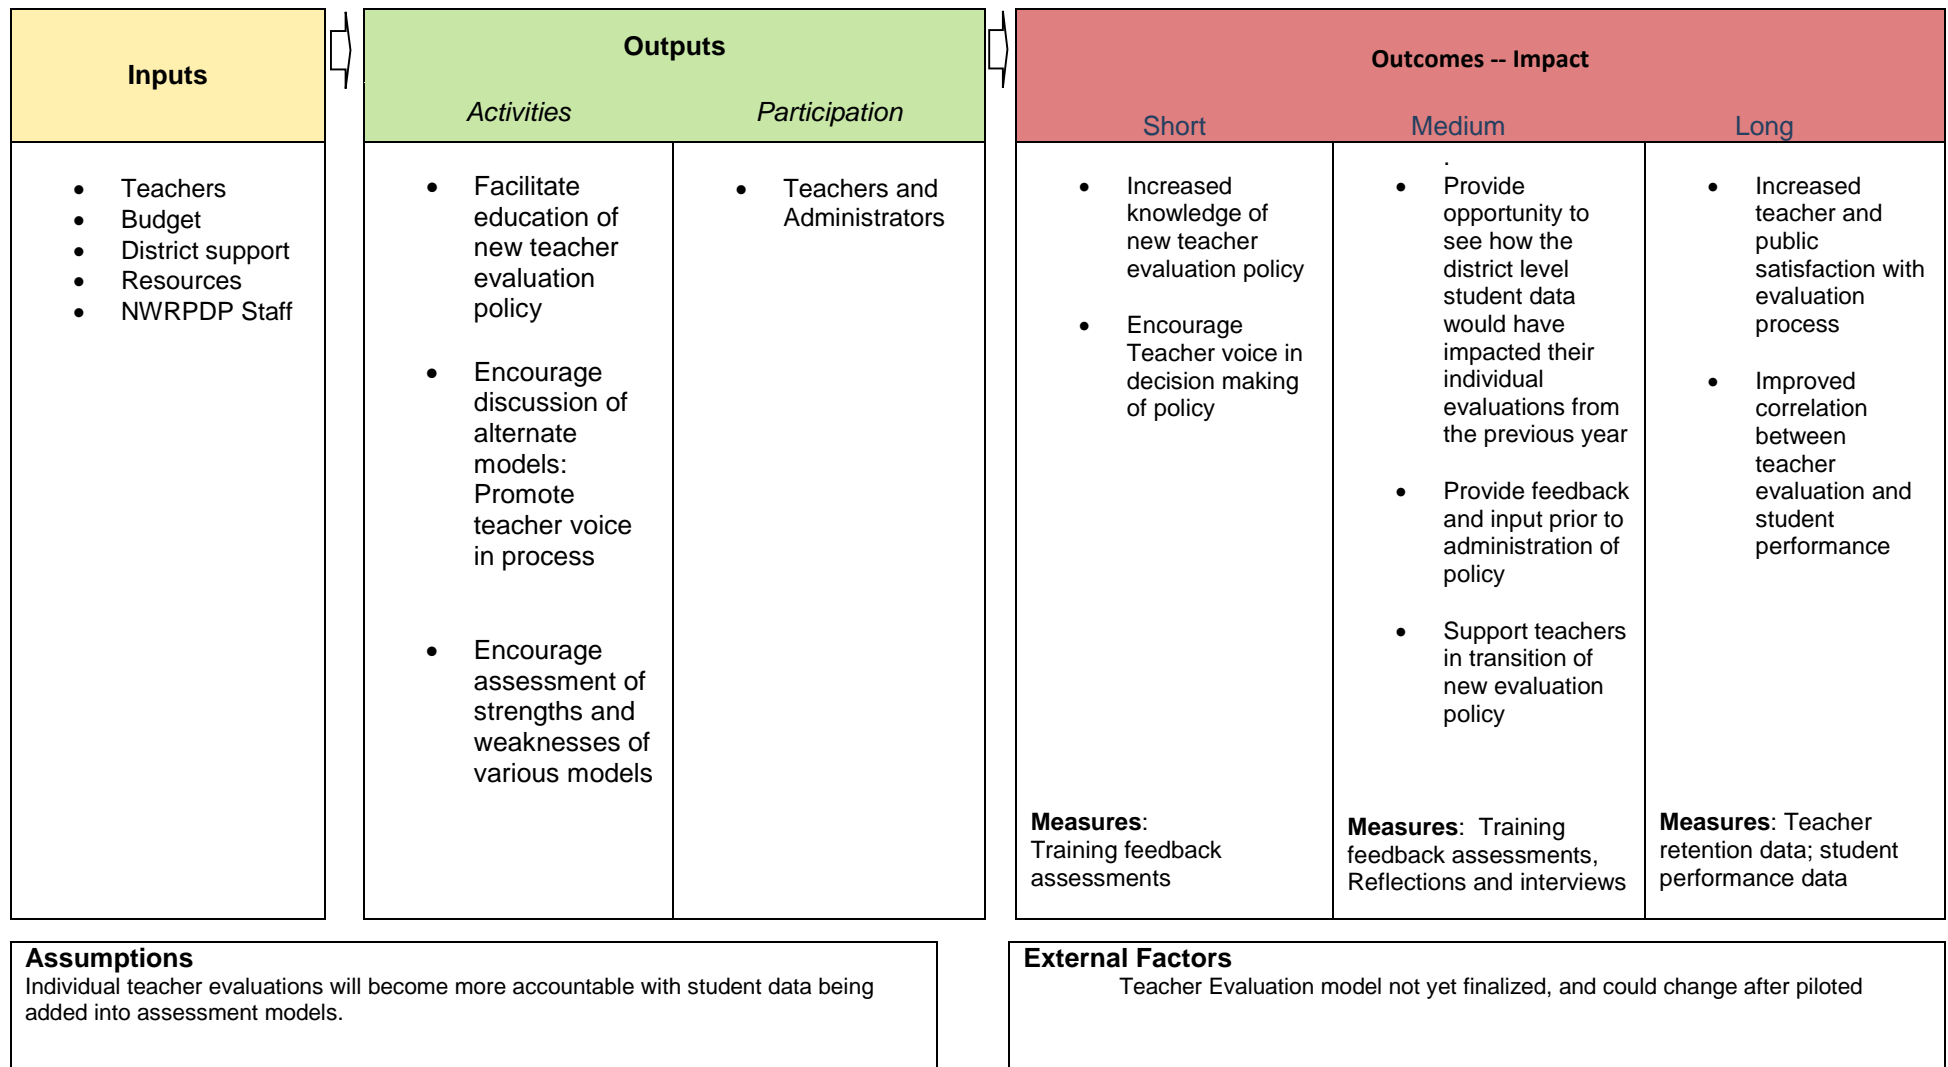 Inputs
• Teachers
• Budget
• District support
• Resources
• NWRPDP Staff
Outputs
Activities
• Facilitate
education of
new teacher
evaluation
policy
• Encourage
discussion of
alternate
models:
Promote
teacher voice
in process
• Encourage
assessment of
strengths and
weaknesses of
various models
Participation
• Teachers and
Administrators
Outcomes -- Impact
Short
• Increased
knowledge of
new teacher
evaluation policy
• Encourage
Teacher voice in
decision making
of policy
Measures:
Training feedback
assessments
Medium
.
• Provide
opportunity to
see how the
district level
student data
would have
impacted their
individual
evaluations from
the previous year
• Provide feedback
and input prior to
administration of
policy
• Support teachers
in transition of
new evaluation
policy
Measures: Training
feedback assessments,
Reflections and interviews
Long
• Increased
teacher and
public
satisfaction with
evaluation
process
• Improved
correlation
between
teacher
evaluation and
student
performance
Measures: Teacher
retention data; student
performance data
Assumptions
Individual teacher evaluations will become more accountable with student data being
added into assessment models.
External Factors
Teacher Evaluation model not yet finalized, and could change after piloted